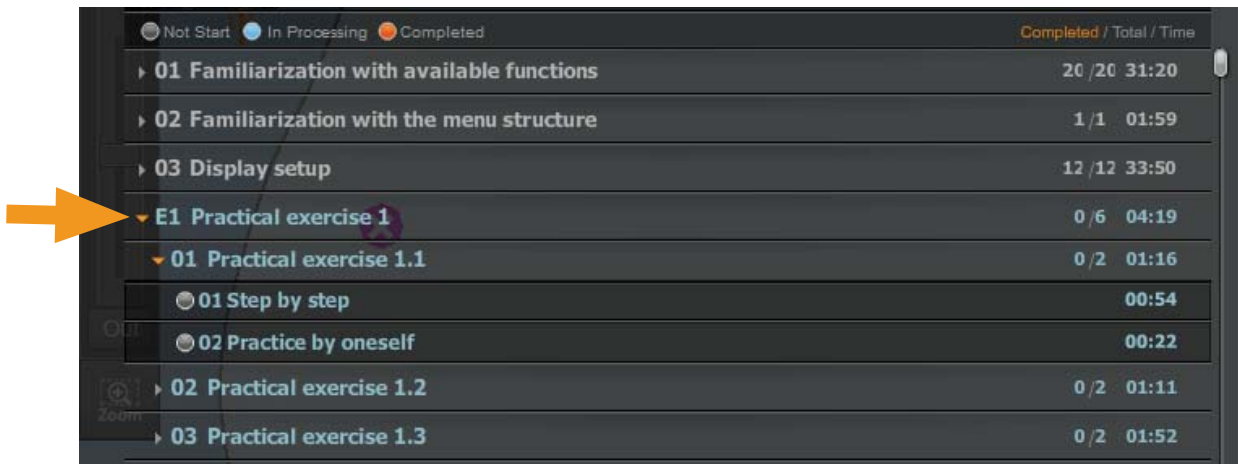 Not Start In Processing Completed Completed / Total / Time
01 Familiarization with available functions 20 /20 31:20
02 Familiarization with the menu structure 1 /1 01:59
03 Display setup 12 /12 33:50
E1 Practical exercise 1 0 /6 04:19
01 Practical exercise 1.1 0 /2 01:16
01 Step by step 00:54
Out
02 Practice by oneself 00:22
02 Practical exercise 1.2 0 /2 01:11
Zoom
03 Practical exercise 1.3 0 /2 01:52